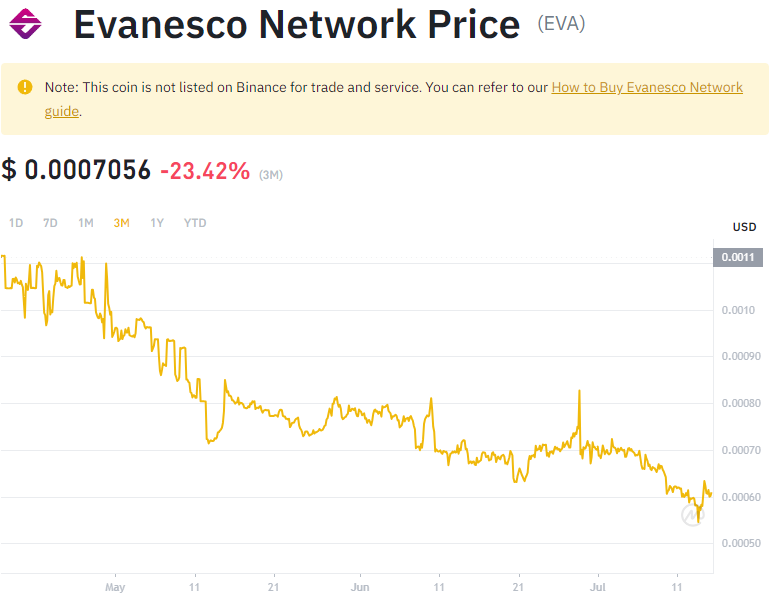 Evanesco Network Price (EVA)
Note: This coin is not listed on Binance for trade and service. You can refer to our How to Buy Evanesco Network
guide.
$ 0.0007056 -23.42% (3M)
1D 7D 1M 3M 1Y YTD
USD
0.0011
0.0010
0.00090
0.00080
0.00070
0.00060
0.00050
May 11 21 Jun 11 21 Jul 11